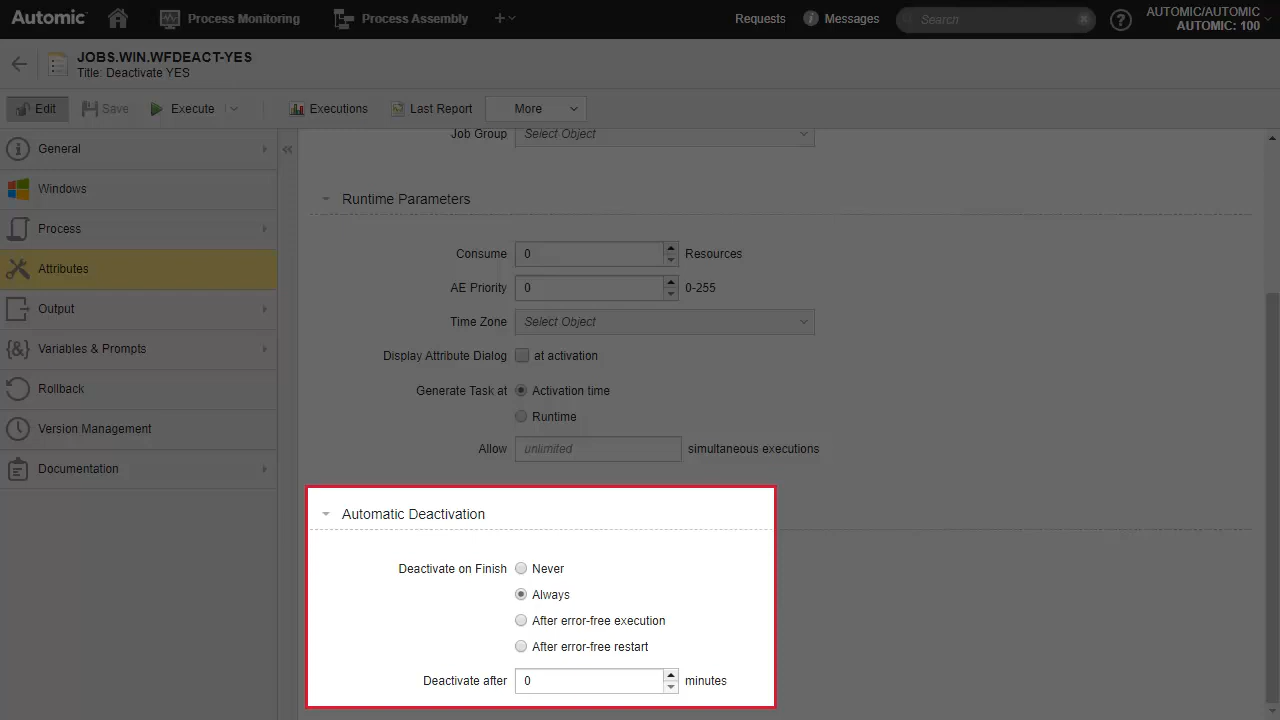 Automic
Process Monitoring
Process Assembly
Requests
Messages
Search
AUTOMIC/AUTOMIC
AUTOMIC: 100
JOBS.WIN.WFDEACT-YES
Title: Deactivate YES
Edit
Save
Execute
Executions
Last Report
More
General
Windows
Process
Attributes
Output
Variables & Prompts
Rollback
Version Management
Documentation
Job Group Select Object
Runtime Parameters
Consume 0 Resources
AE Priority 0 0-255
Time Zone Select Object
Display Attribute Dialog at activation
Generate Task at Activation time
Runtime
Allow unlimited simultaneous executions
Automatic Deactivation
Deactivate on Finish Never
Always
After error-free execution
After error-free restart
Deactivate after 0 minutes